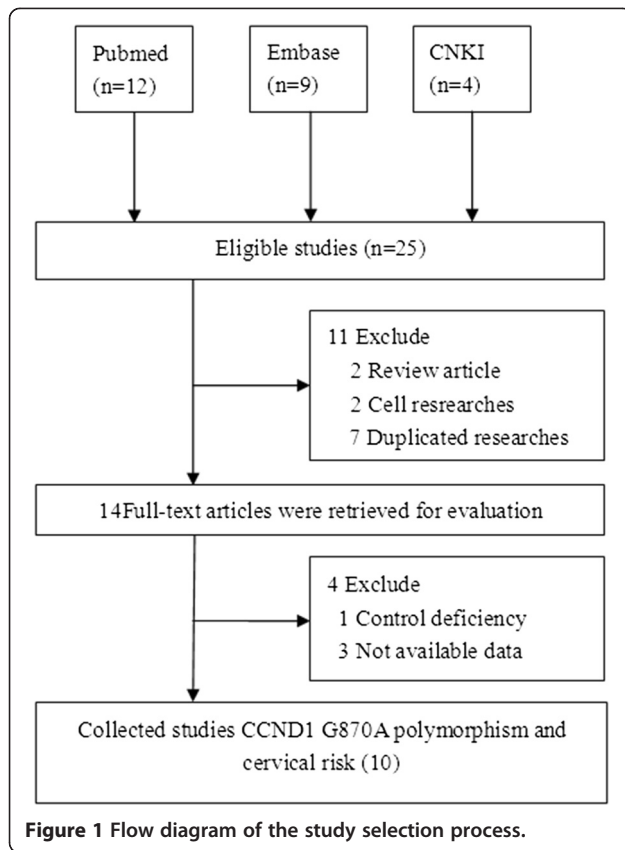 Pubmed
(n=12)
Embase
(n=9)
CNKI
(n=4)
Eligible studies (n=25)
11 Exclude
2 Review article
2 Cell resrearches
7 Duplicated researches
14Full-text articles were retrieved for evaluation
4 Exclude
1 Control deficiency
3 Not available data
Collected studies CCND1 G870A polymorphism and
cervical risk (10)
Figure 1 Flow diagram of the study selection process.